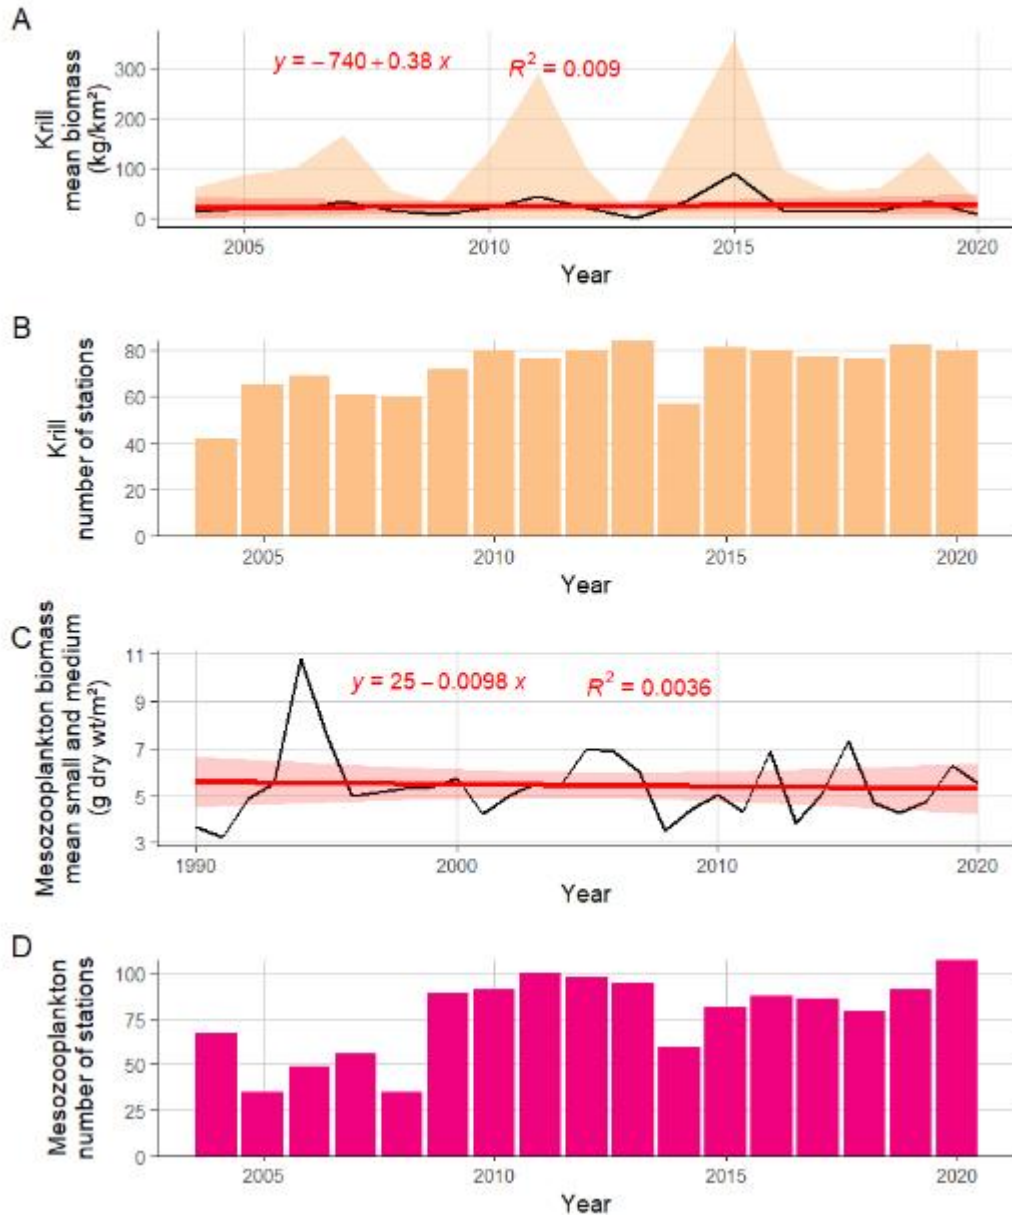 A
Krill
mean biomass
(kg/km²)
300
200
100
0
y = −740 + 0.38 x
R² = 0.009
2005 2010 2015 2020
Year
B
Krill
number of stations
80
60
40
20
0
2005 2010 2015 2020
Year
C
Mesozooplankton biomass
mean small and medium
(g dry wt/m²)
11
9
7
5
3
y = 25 − 0.0098 x
R² = 0.0036
1990 2000 2010 2020
Year
D
Mesozooplankton
number of stations
100
75
50
25
0
2005 2010 2015 2020
Year